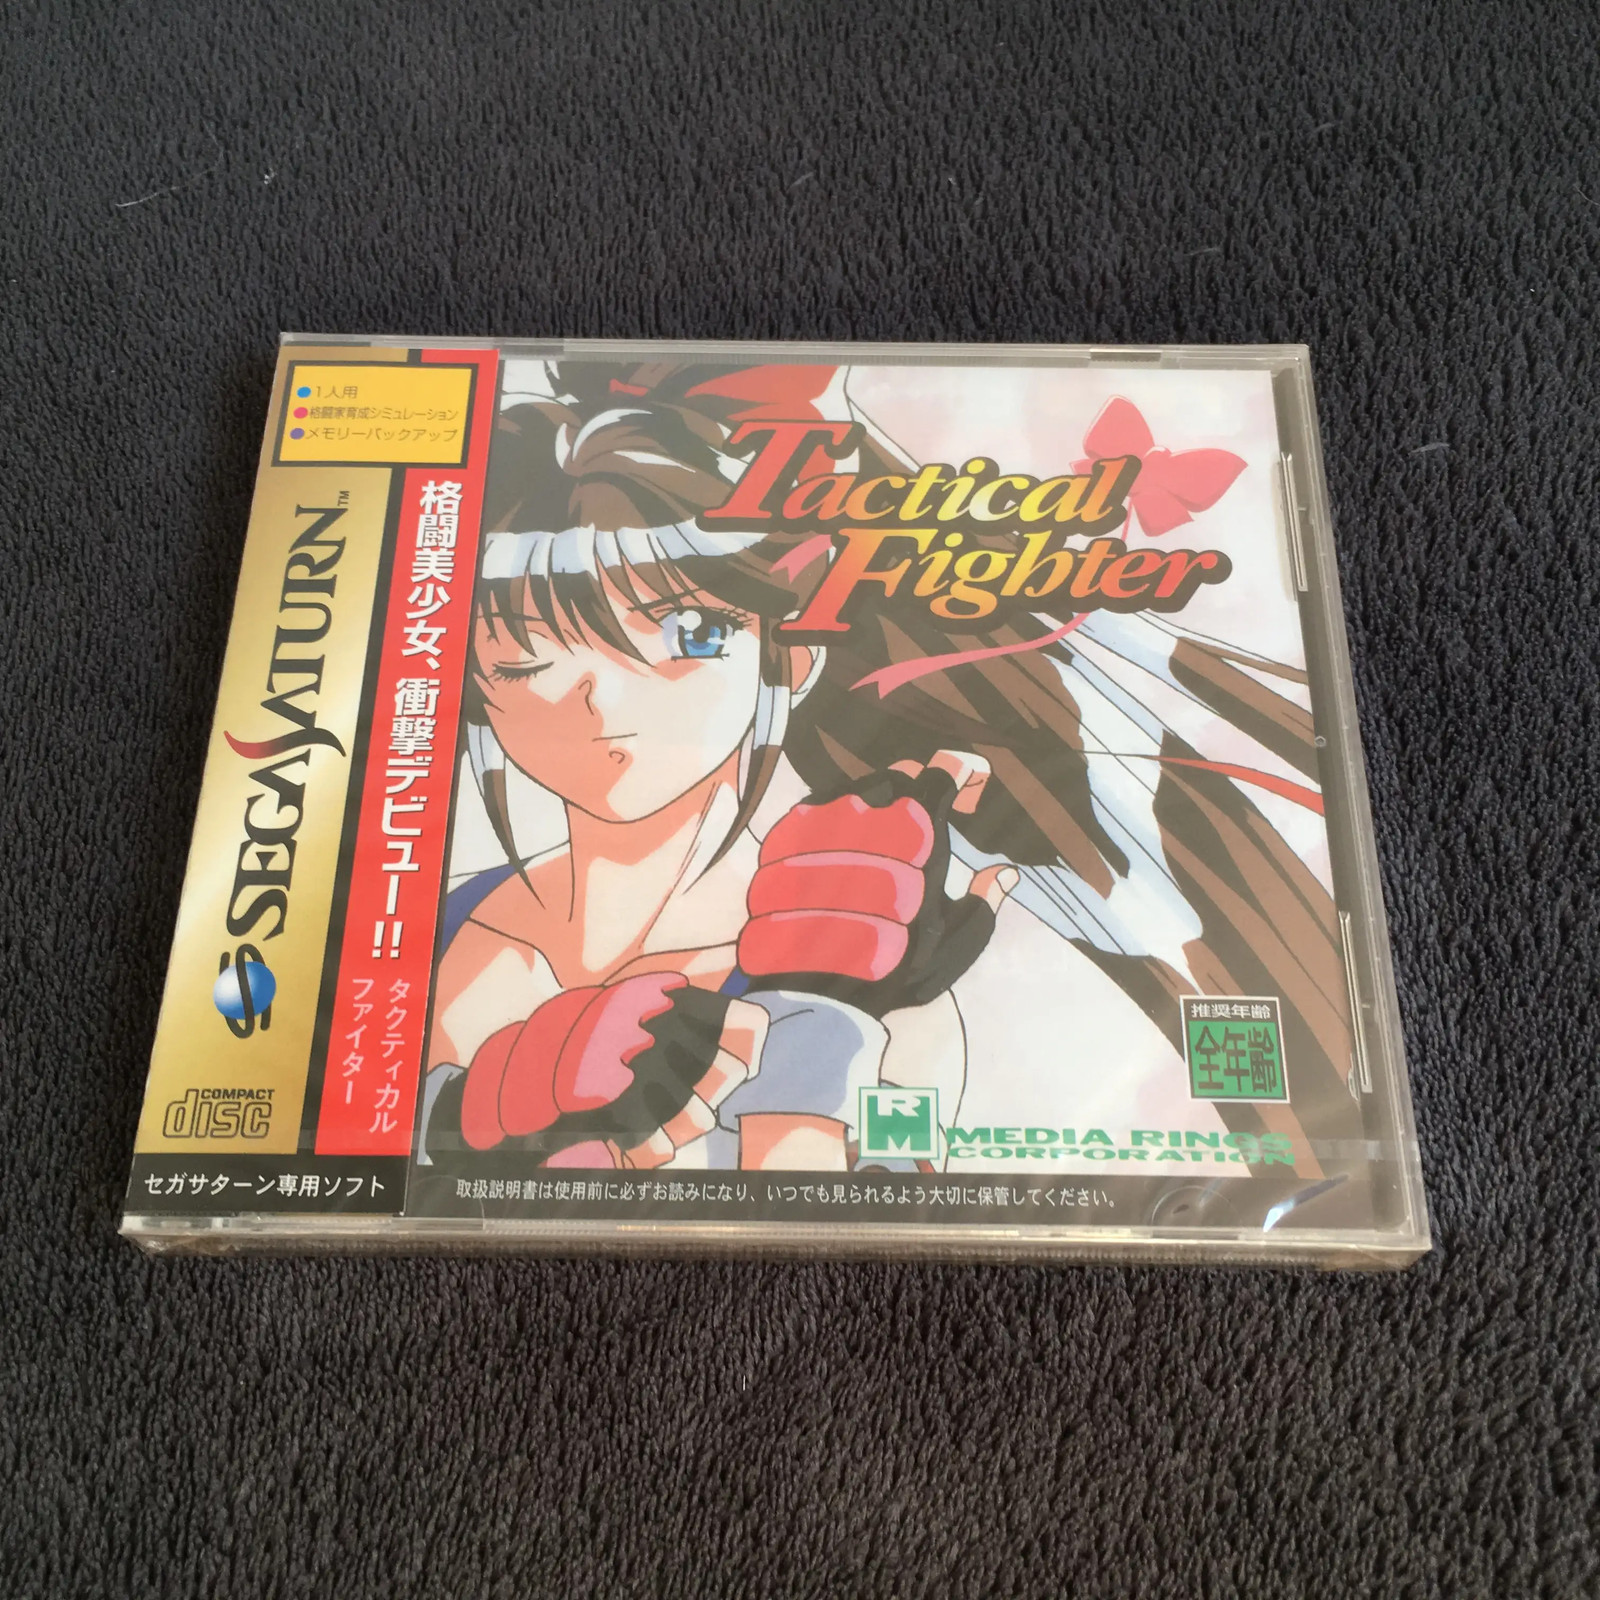 ●1人用
●格闘家育成シミュレーション
●メモリーバックアップ
SEGA SATURN™
格闘美少女、衝撃デビュー!!
タクティカル
ファイター
COMPACT
disc
セガサターン専用ソフト
Tactical
Fighter
推奨年齢
全年齢
RM
MEDIA RINGS
CORPORATION
取扱説明書は使用前に必ずお読みになり、いつでも見られるよう大切に保管してください。